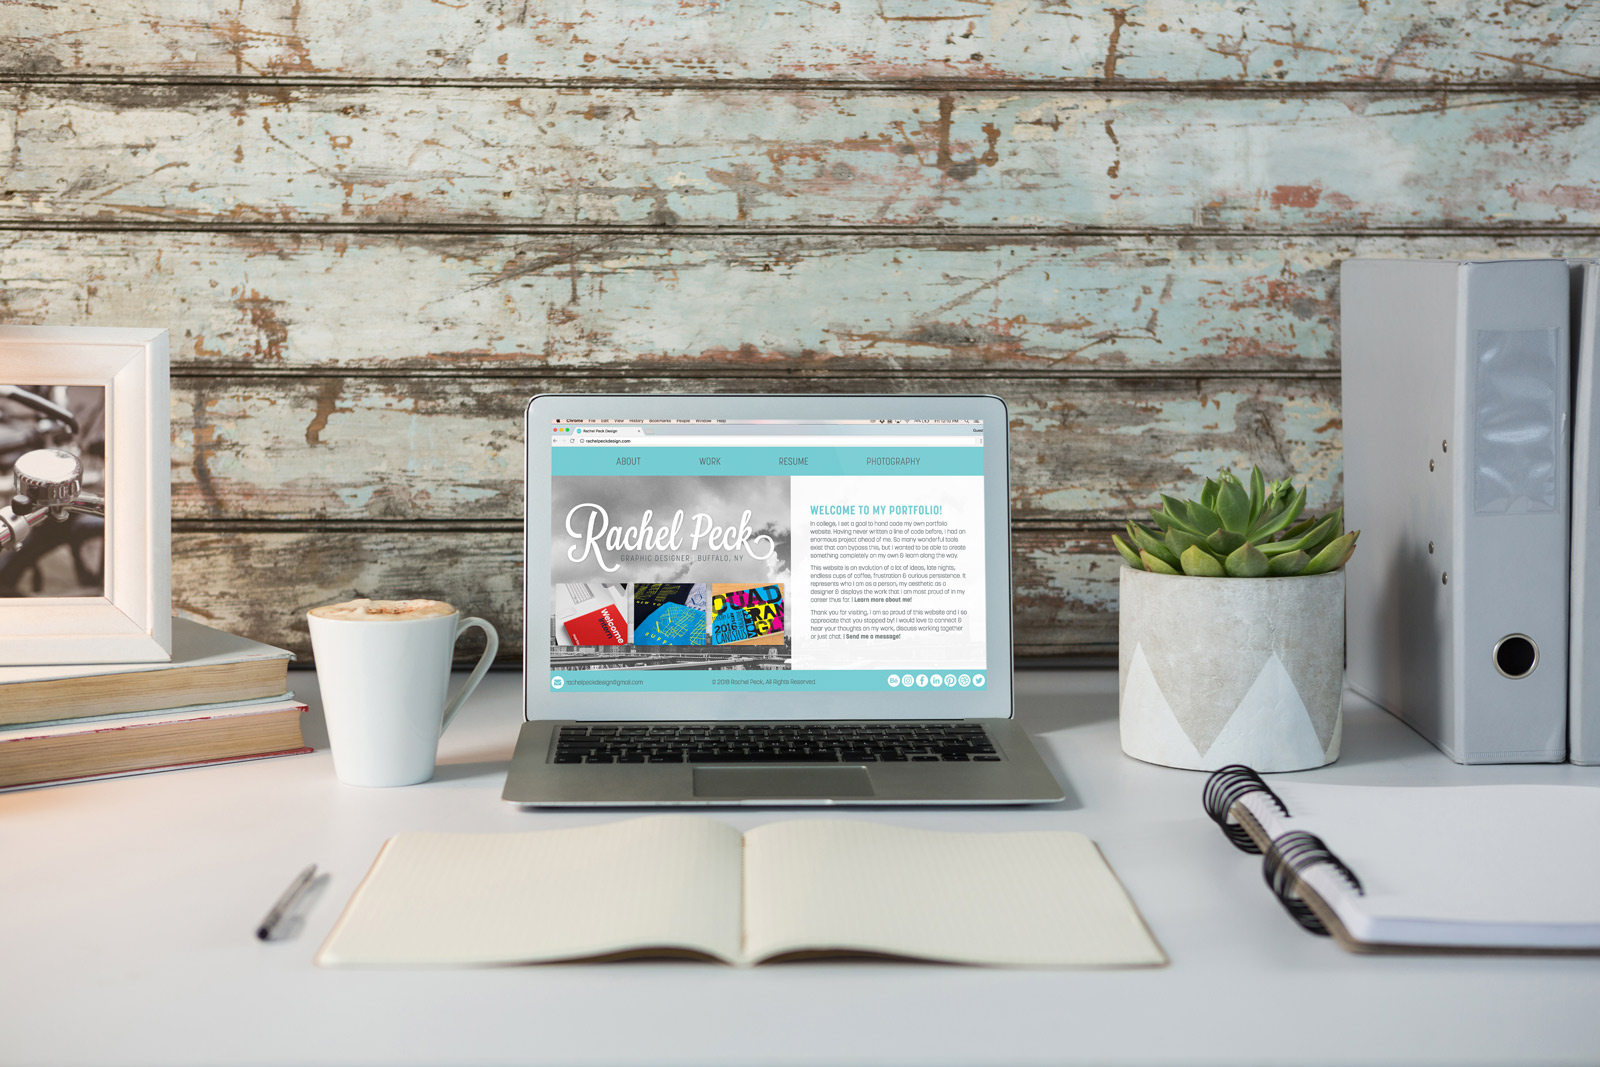 Chrome File Edit View History Bookmarks People Window Help
Rachel Peck Design
Guest
rachelpeckdesign.com
ABOUT WORK RESUME PHOTOGRAPHY
Rachel Peck
GRAPHIC DESIGNER BUFFALO, NY
Welcome
QUAD
RAN
GL
2016
CANISIUS
BUFFA
WELCOME TO MY PORTFOLIO!
In college, I set a goal to hand code my own portfolio
website. Having never written a line of code before, I had an
enormous project ahead of me. So many wonderful tools
exist that can bypass this, but I wanted to be able to create
something completely on my own & learn along the way.
This website is an evolution of a lot of ideas, late nights,
endless cups of coffee, frustration & curious persistence. It
represents who I am as a person, my aesthetic as a
designer & displays the work that I am most proud of in my
career thus far. | Learn more about me!
Thank you for visiting, I am so proud of this website and I so
appreciate that you stopped by! I would love to connect &
hear your thoughts on my work, discuss working together
or just chat. | Send me a message!
rachelpeckdesign@gmail.com © 2018 Rachel Peck, All Rights Reserved.